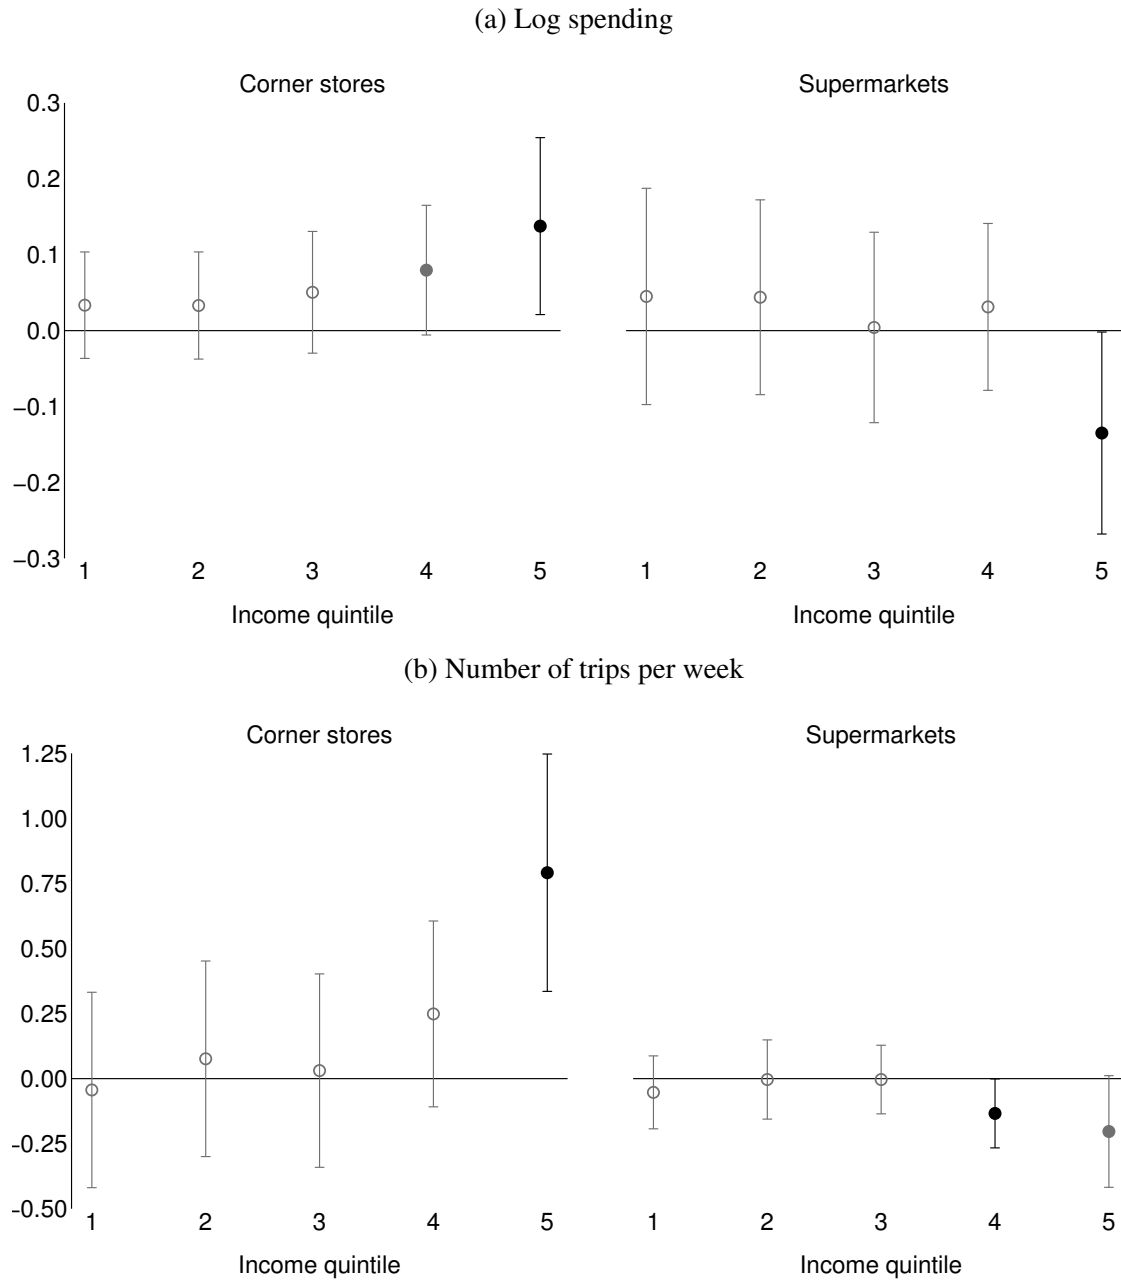 (a) Log spending
Corner stores
Supermarkets
0.3
0.2
0.1
0.0
−0.1
−0.2
−0.3
1 2 3 4 5
1 2 3 4 5
Income quintile
Income quintile
(b) Number of trips per week
Corner stores
Supermarkets
1.25
1.00
0.75
0.50
0.25
0.00
−0.25
−0.50
1 2 3 4 5
1 2 3 4 5
Income quintile
Income quintile